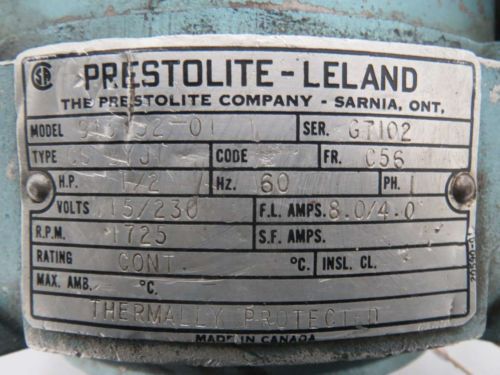 PRESTOLITE-LELAND
THE PRESTOLITE COMPANY - SARNIA, ONT.
MODEL SER. G7102
TYPE CODE FR. C56
H.P. 1/2 Hz. 60 PH. 1
VOLTS 115/230 F.L. AMPS. 8.0/4.0
R.P.M. 1725 S.F. AMPS.
RATING CONT °C. INSL. CL.
MAX. AMB. °C.
THERMALLY PROTECTED
MADE IN CANADA